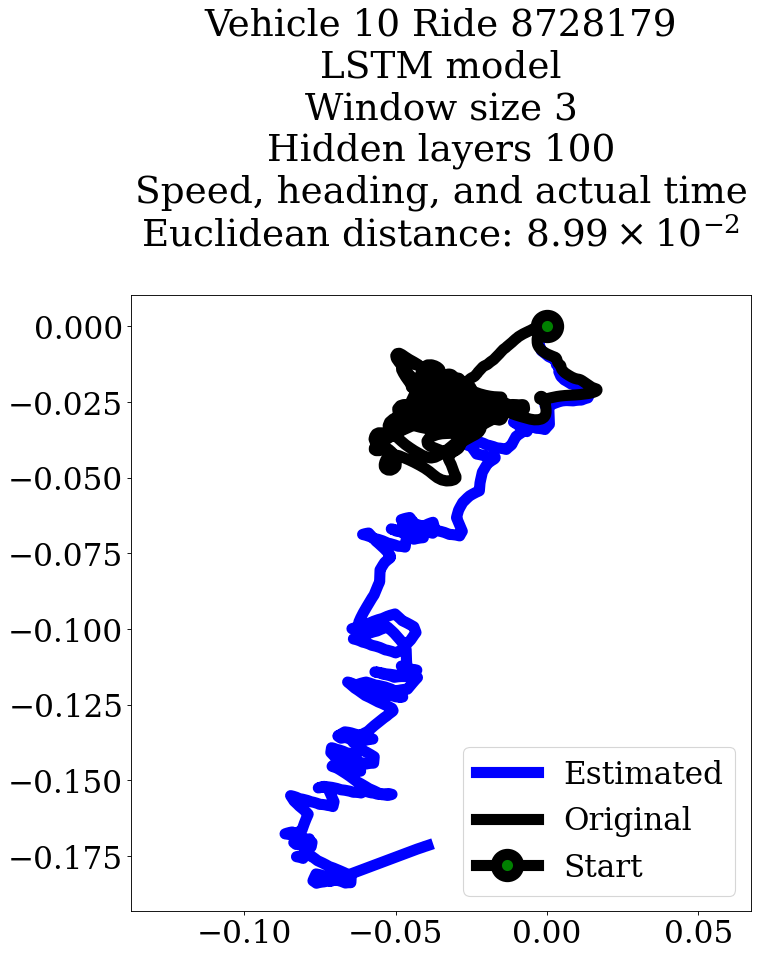 Vehicle 10 Ride 8728179
LSTM model
Window size 3
Hidden layers 100
Speed, heading, and actual time
Euclidean distance: 8.99 × 10⁻²
0.000
−0.025
−0.050
−0.075
−0.100
−0.125
−0.150
−0.175
Estimated
Original
Start
−0.10
−0.05
0.00
0.05